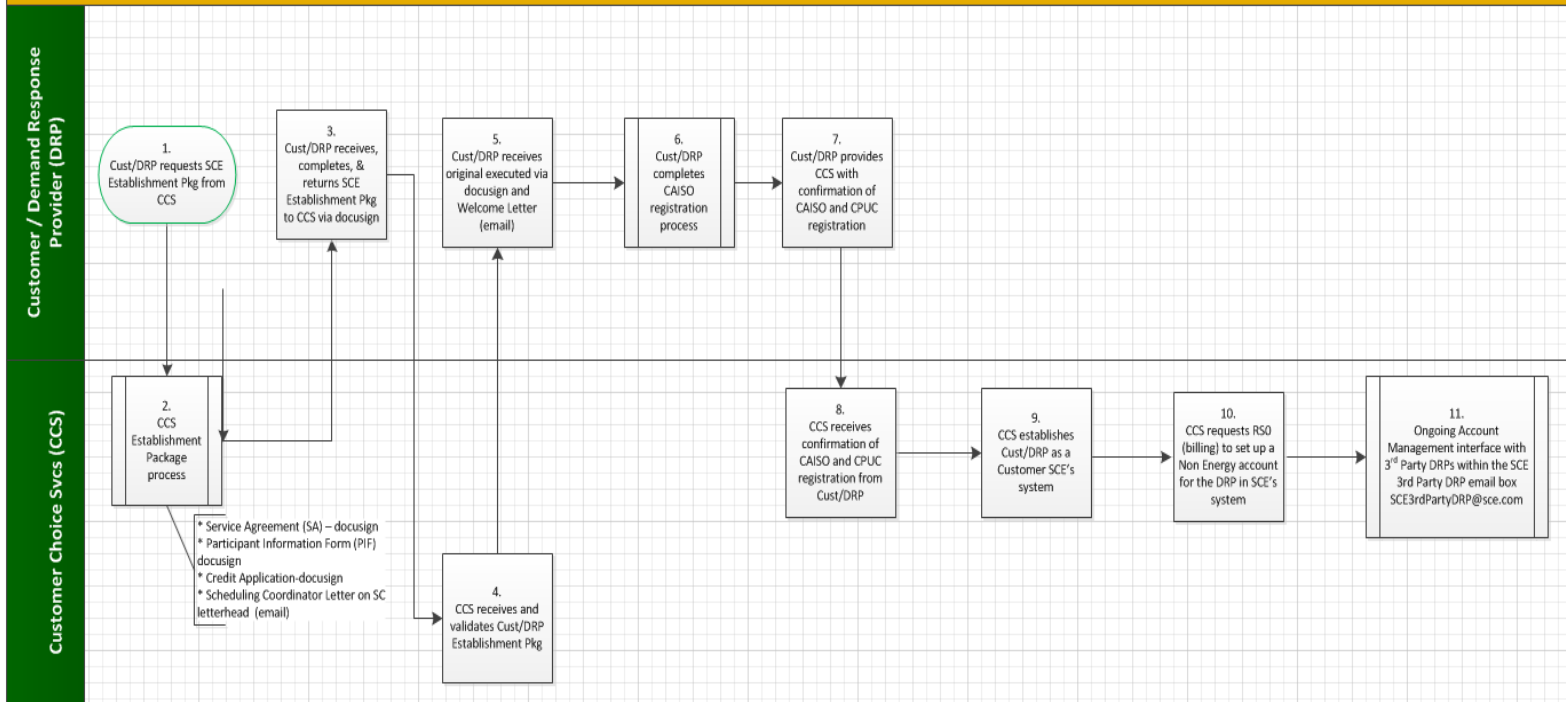 Customer / Demand Response
Provider (DRP)
1.
Cust/DRP requests SCE
Establishment Pkg from
CCS
3.
Cust/DRP receives,
completes, &
returns SCE
Establishment Pkg
to CCS via docusign
5.
Cust/DRP receives
original executed via
docusign and
Welcome Letter
(email)
6.
Cust/DRP
completes
CAISO
registration
process
7.
Cust/DRP provides
CCS with
confirmation of
CAISO and CPUC
registration
Customer Choice Svcs (CCS)
2.
CCS
Establishment
Package
process
* Service Agreement (SA) – docusign
* Participant Information Form (PIF)
docusign
* Credit Application-docusign
* Scheduling Coordinator Letter on SC
letterhead (email)
4.
CCS receives and
validates Cust/DRP
Establishment Pkg
8.
CCS receives
confirmation of
CAISO and CPUC
registration from
Cust/DRP
9.
CCS establishes
Cust/DRP as a
Customer SCE's
system
10.
CCS requests RSO
(billing) to set up a
Non Energy account
for the DRP in SCE's
system
11.
Ongoing Account
Management interface with
3rd Party DRPs within the SCE
3rd Party DRP email box
SCE3rdPartyDRP@sce.com